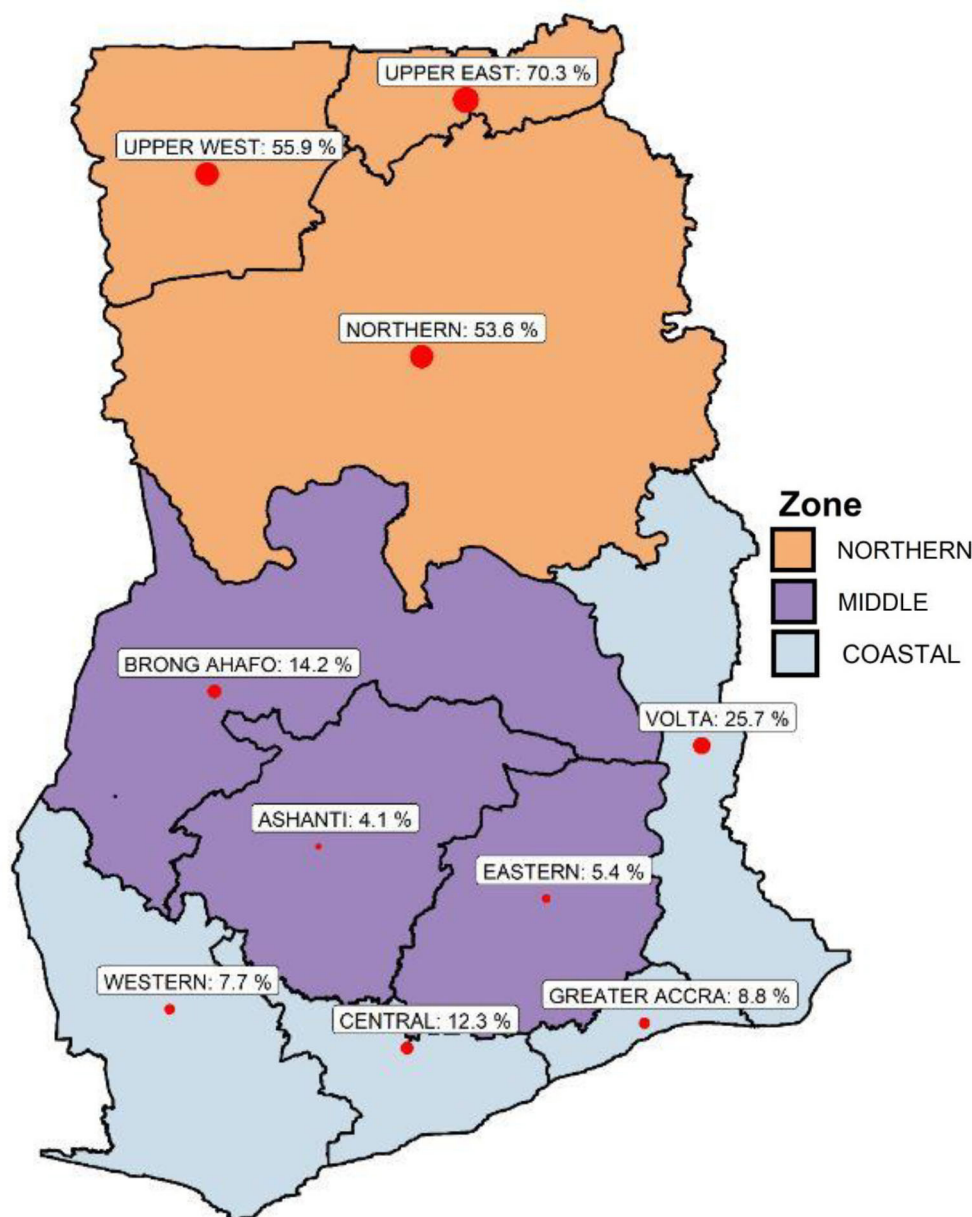 UPPER EAST: 70.3 %
UPPER WEST: 55.9 %
NORTHERN: 53.6 %
Zone
NORTHERN
MIDDLE
COASTAL
BRONG AHAFO: 14.2 %
VOLTA: 25.7 %
ASHANTI: 4.1 %
EASTERN: 5.4 %
WESTERN: 7.7 %
GREATER ACCRA: 8.8 %
CENTRAL: 12.3 %